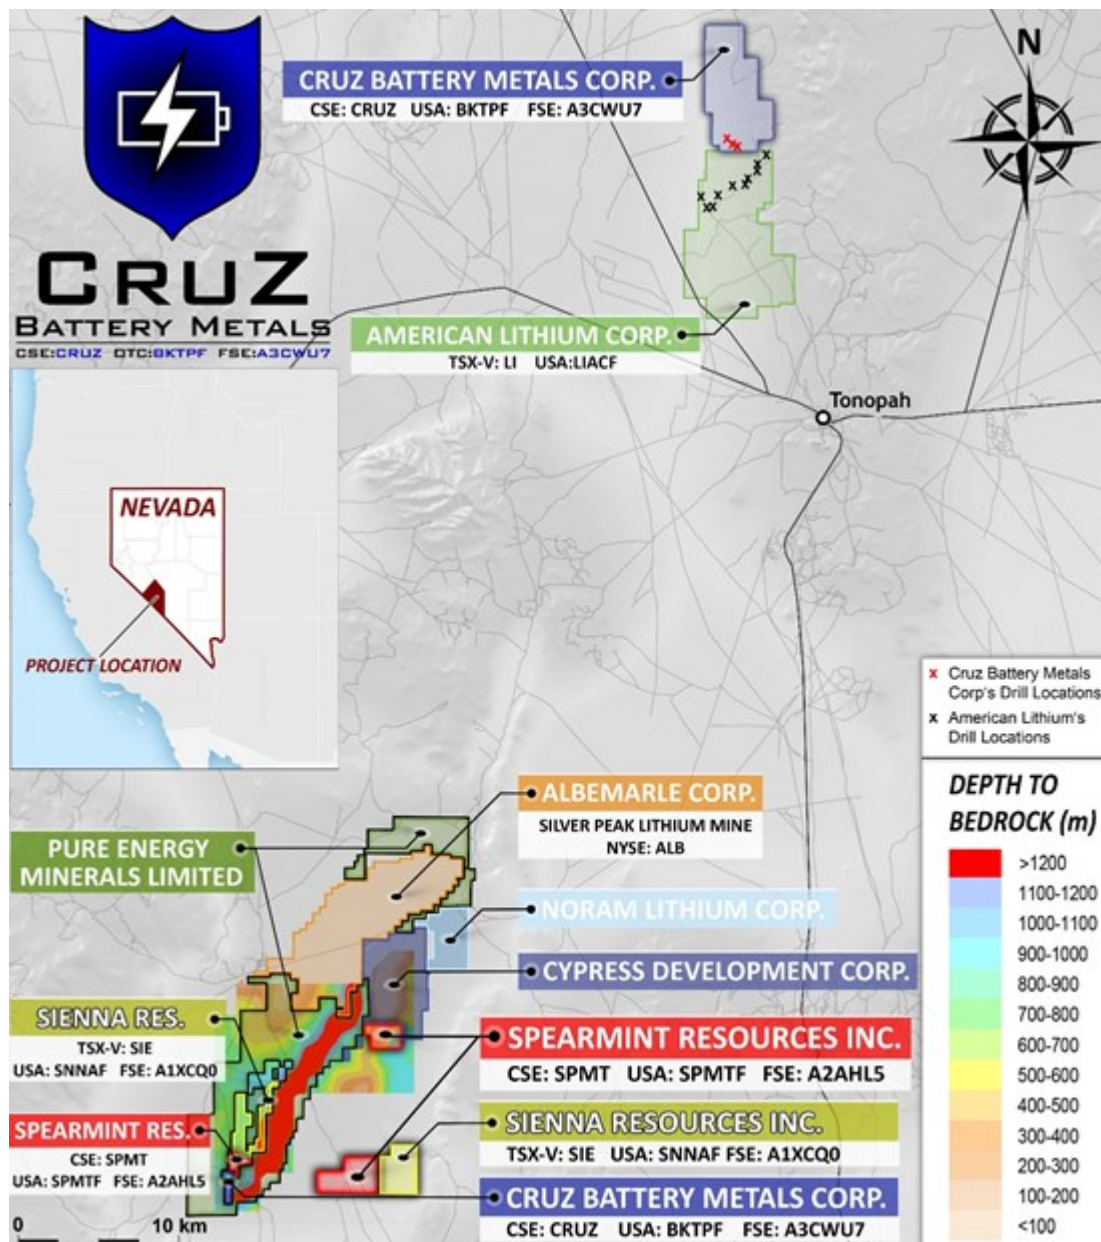 CRUZ BATTERY METALS CORP.
CSE: CRUZ USA: BKTPF FSE: A3CWU7
N
CRUZ
BATTERY METALS
CSE:CRUZ OTC:BKTPF FSE:A3CWU7
AMERICAN LITHIUM CORP.
TSX-V: LI USA:LIACF
Tonopah
NEVADA
PROJECT LOCATION
x Cruz Battery Metals
Corp's Drill Locations
x American Lithium's
Drill Locations
DEPTH TO
BEDROCK (m)
>1200
1100-1200
1000-1100
900-1000
800-900
700-800
600-700
500-600
400-500
300-400
200-300
100-200
<100
ALBEMARLE CORP.
SILVER PEAK LITHIUM MINE
NYSE: ALB
PURE ENERGY
MINERALS LIMITED
NORAM LITHIUM CORP.
CYPRESS DEVELOPMENT CORP.
SIENNA RES.
TSX-V: SIE
USA: SNNAF FSE: A1XCQ0
SPEARMINT RESOURCES INC.
CSE: SPMT USA: SPMTF FSE: A2AHL5
SPEARMINT RES.
CSE: SPMT
USA: SPMTF FSE: A2AHL5
SIENNA RESOURCES INC.
TSX-V: SIE USA: SNNAF FSE: A1XCQ0
CRUZ BATTERY METALS CORP.
CSE: CRUZ USA: BKTPF FSE: A3CWU7
0 10 km